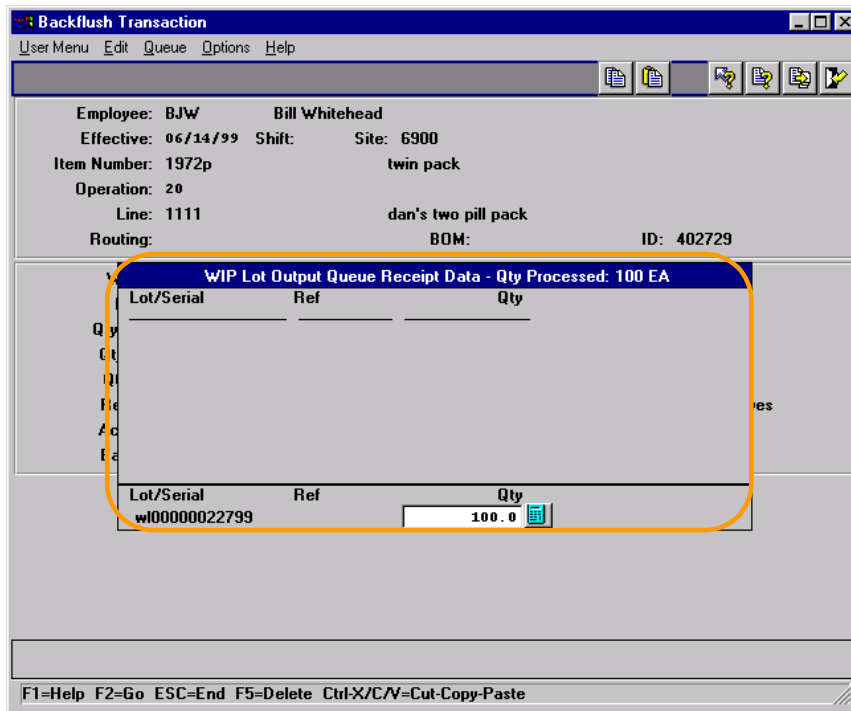 Backflush Transaction
User Menu Edit Queue Options Help
Employee: BJW Bill Whitehead
Effective: 06/14/99 Shift: Site: 6900
Item Number: 1972p twin pack
Operation: 20
Line: 1111 dan's two pill pack
Routing: BOM: ID: 402729
WIP Lot Output Queue Receipt Data - Qty Processed: 100 EA
Lot/Serial Ref Qty
Lot/Serial Ref Qty
wl00000022799 100.0
F1=Help F2=Go ESC=End F5=Delete Ctrl-X/C/V=Cut-Copy-Paste